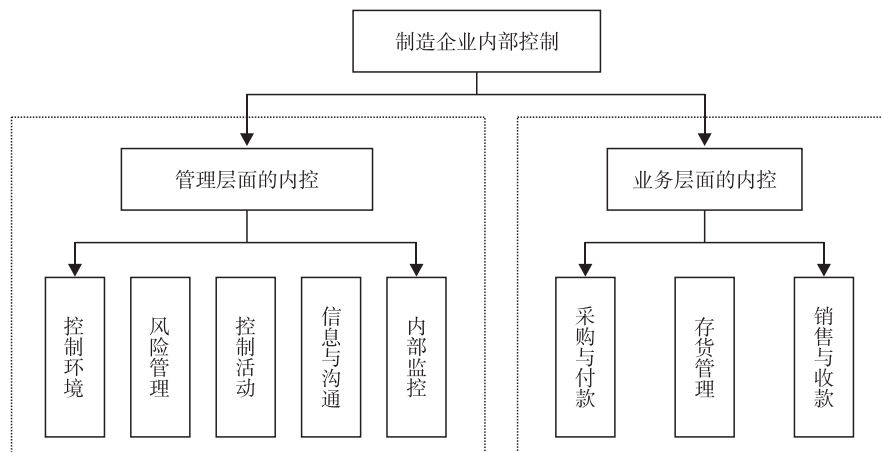 制造企业内部控制
管理层面的内控
业务层面的内控
控制环境
风险管理
控制活动
信息与沟通
内部监控
采购与付款
存货管理
销售与收款